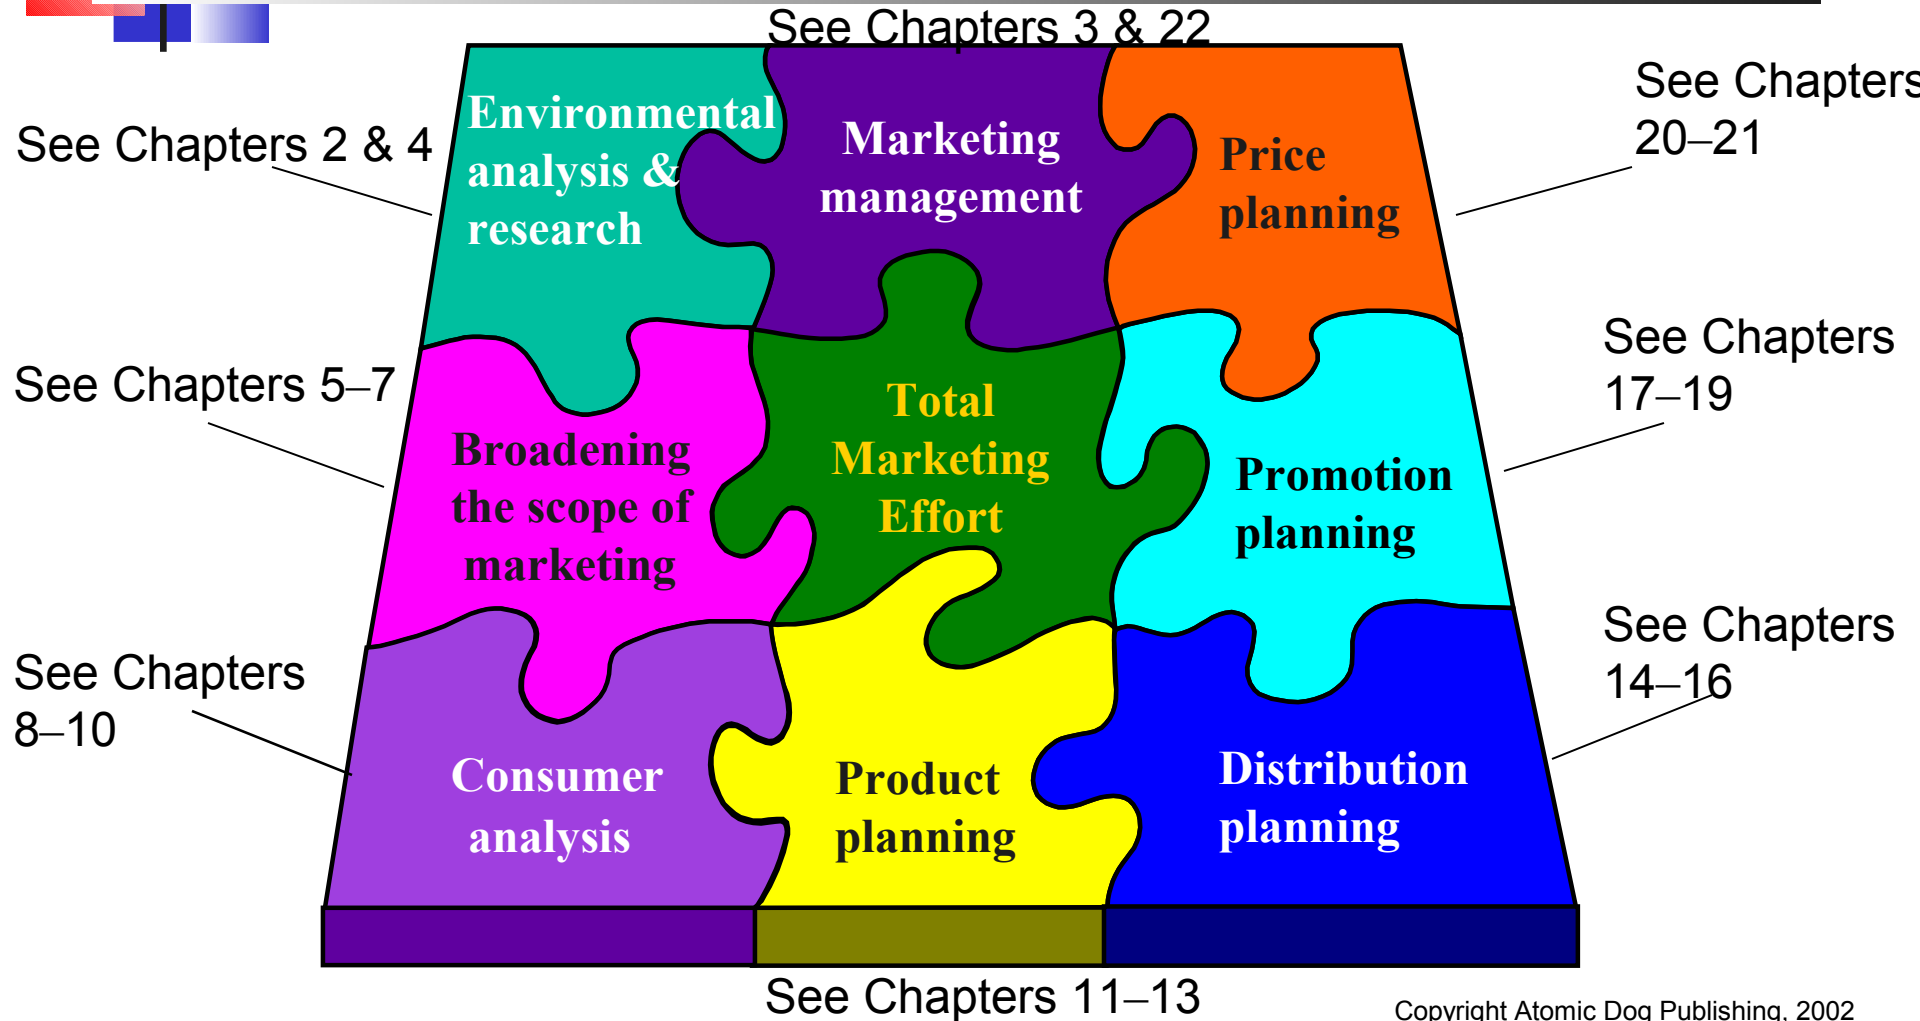 See Chapters 3 & 22
See Chapters 2 & 4
Environmental
analysis &
research
Marketing
management
Price
planning
See Chapters
20–21
See Chapters 5–7
Broadening
the scope of
marketing
Total
Marketing
Effort
Promotion
planning
See Chapters
17–19
See Chapters
8–10
Consumer
analysis
Product
planning
Distribution
planning
See Chapters
14–16
See Chapters 11–13
Copyright Atomic Dog Publishing, 2002